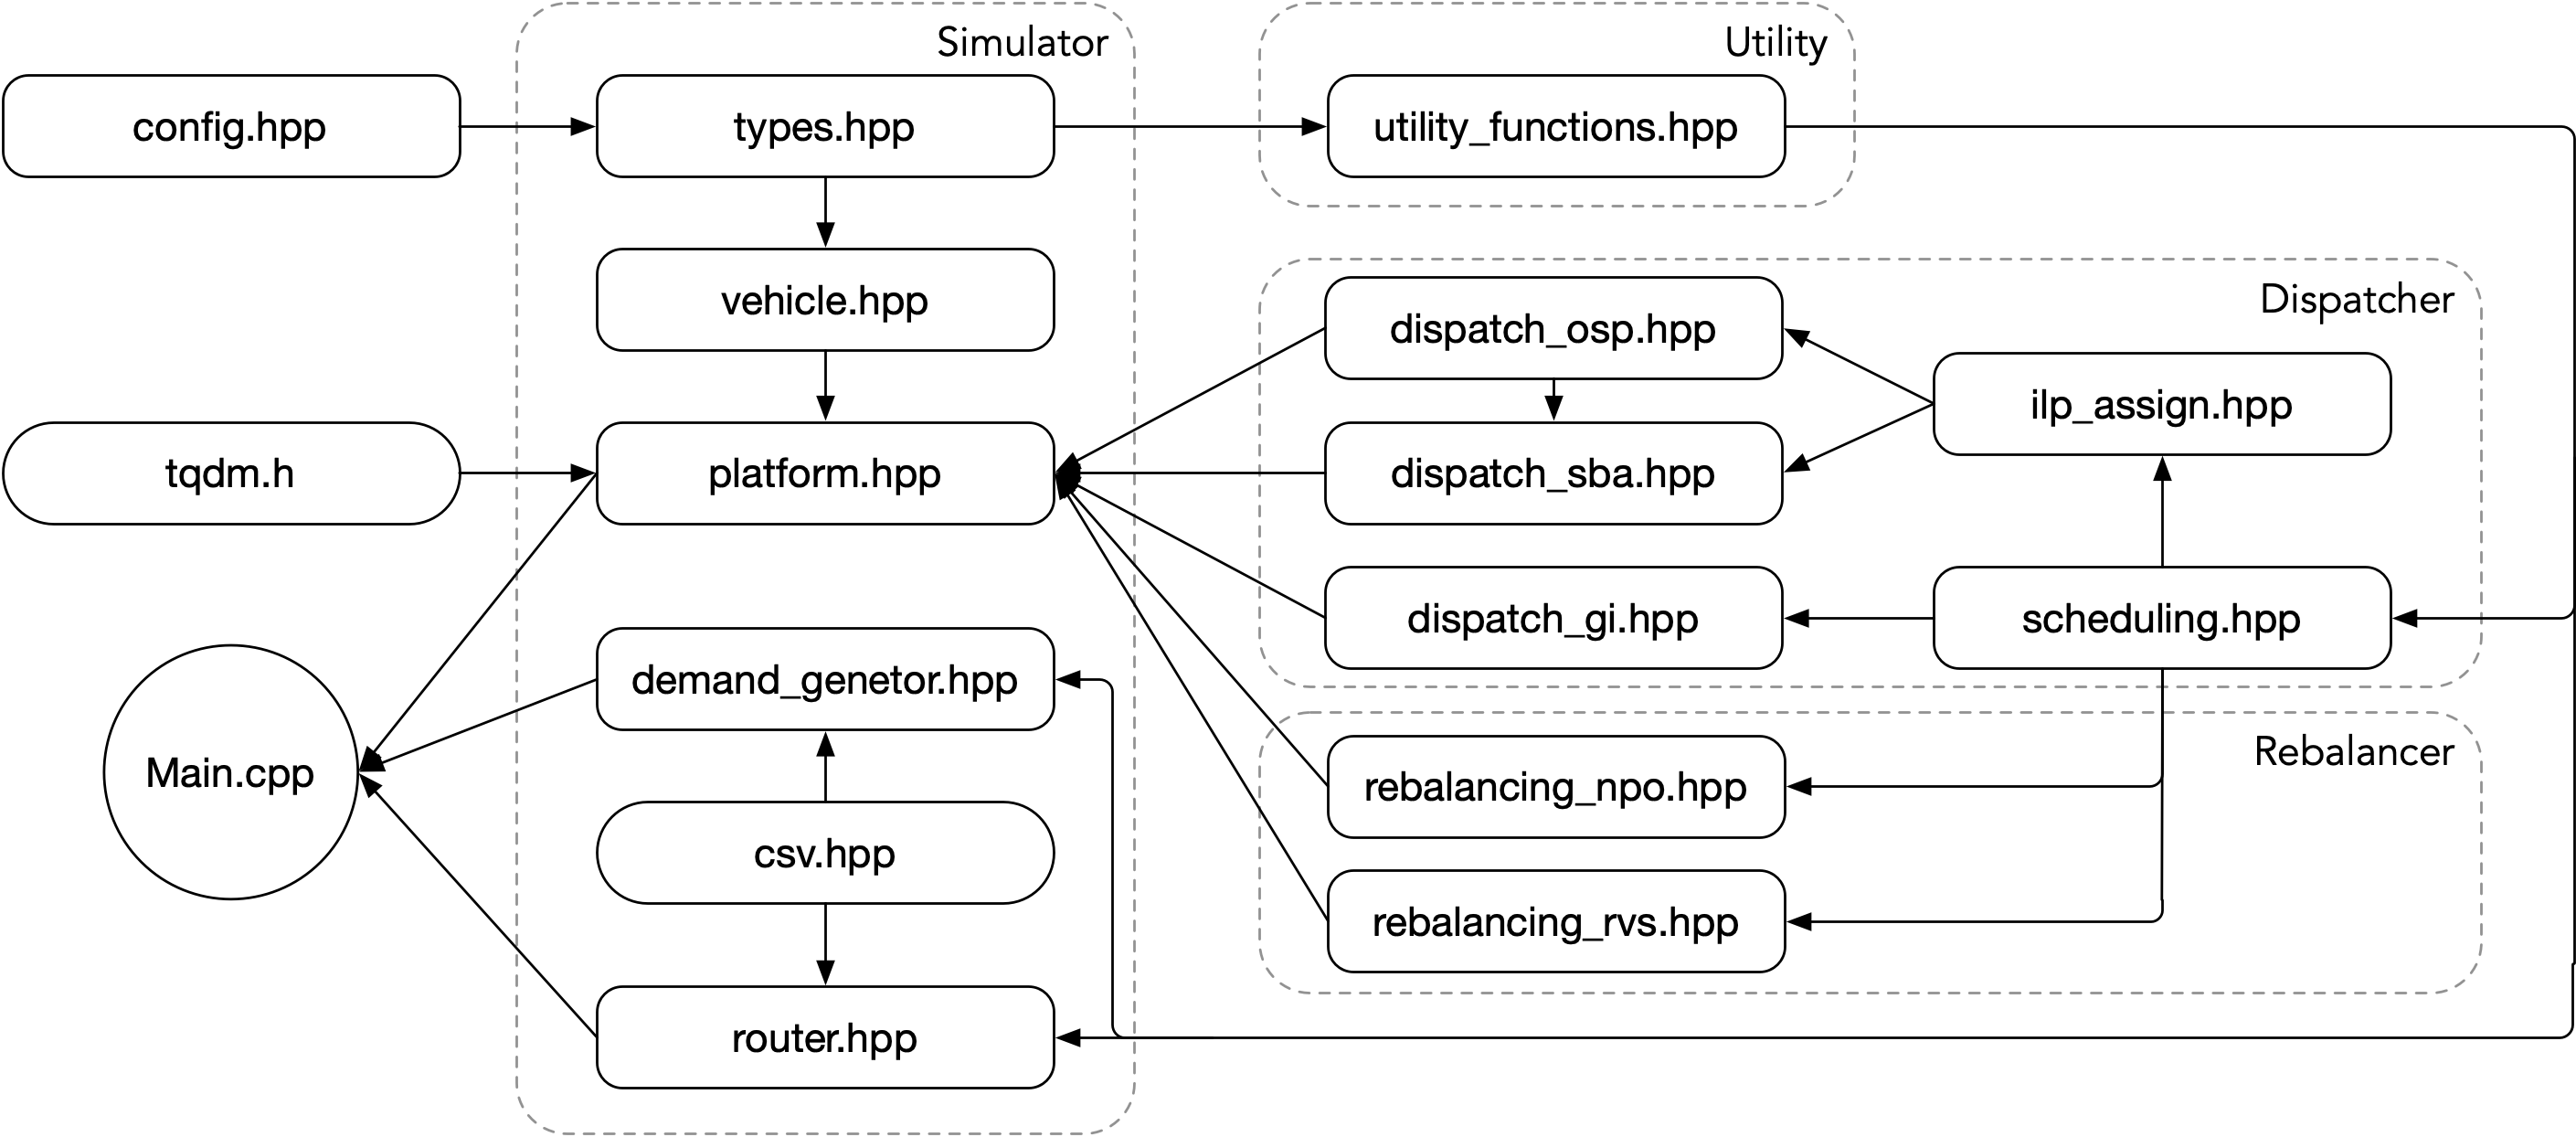 Simulator
Utility
config.hpp
types.hpp
utility_functions.hpp
vehicle.hpp
Dispatcher
dispatch_osp.hpp
ilp_assign.hpp
tqdm.h
platform.hpp
dispatch_sba.hpp
dispatch_gi.hpp
scheduling.hpp
demand_genetor.hpp
Rebalancer
Main.cpp
rebalancing_npo.hpp
csv.hpp
rebalancing_rvs.hpp
router.hpp